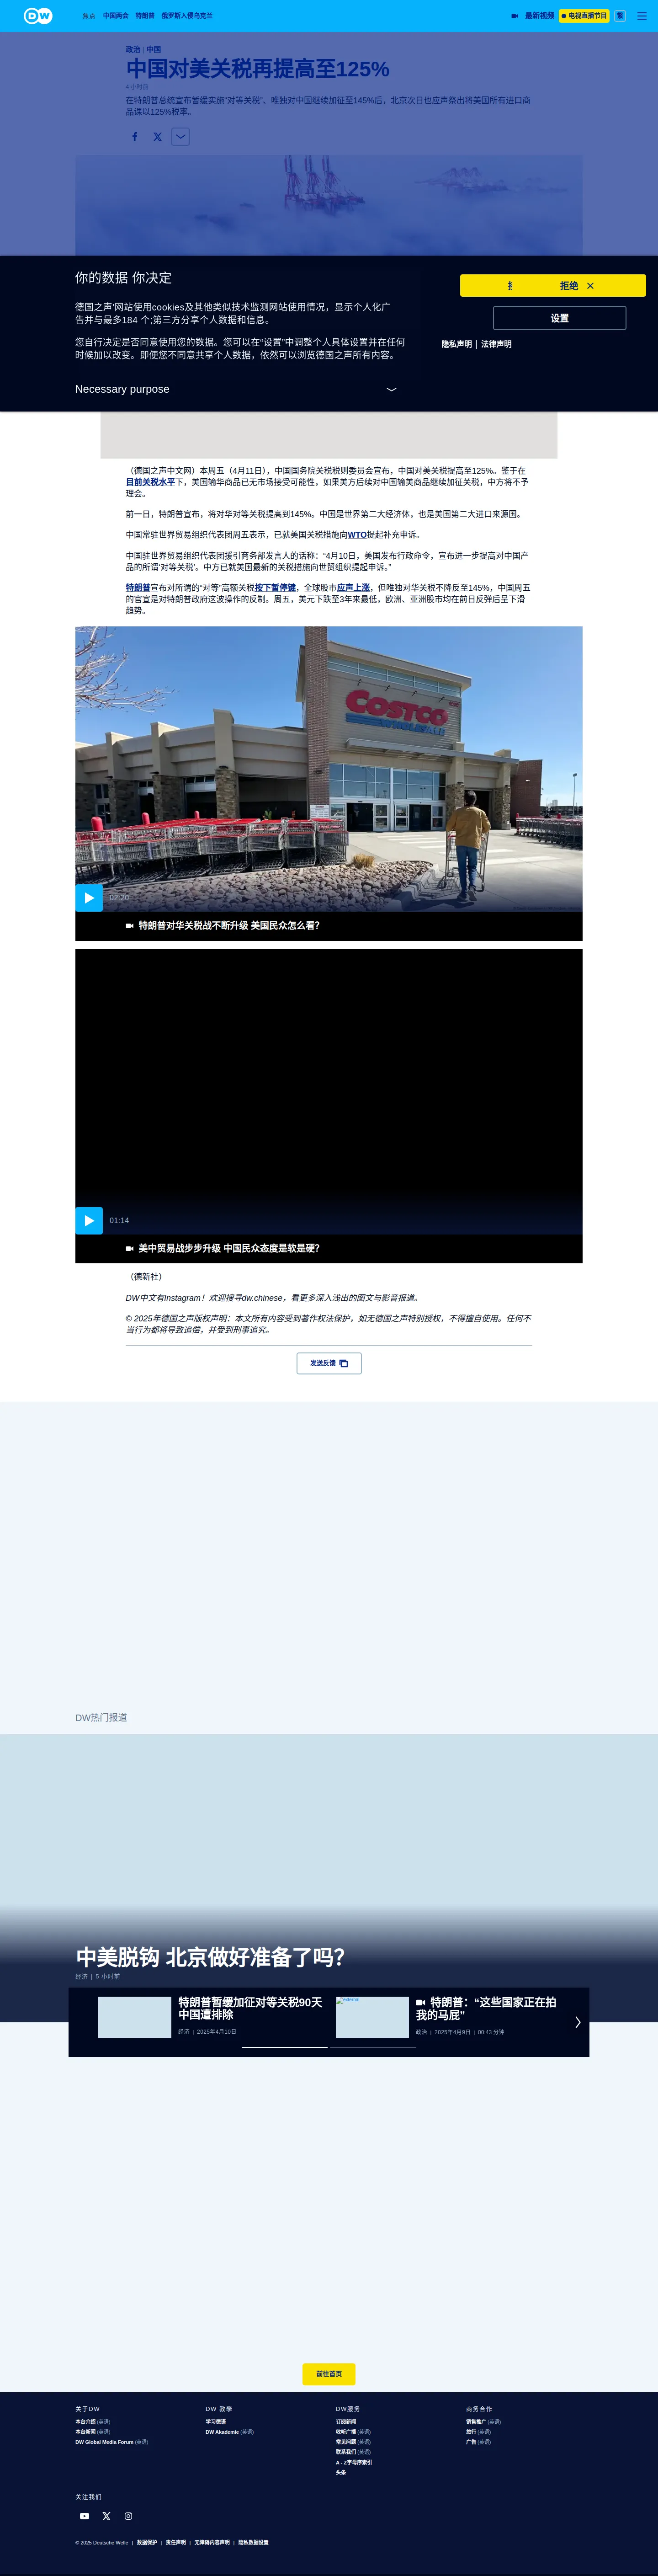 DW
焦点 中国两会 特朗普 俄罗斯入侵乌克兰
最新视频 电视直播节目 繁
政治 | 中国
中国对美关税再提高至125%
4 小时前
在特朗普总统宣布暂缓实施“对等关税”、唯独对中国继续加征至145%后，北京次日也应声祭出将美国所有进口商
品课以125%税率。
你的数据 你决定
德国之声'网站使用cookies及其他类似技术监测网站使用情况，显示个人化广
告并与最多184 个;第三方分享个人数据和信息。
您自行决定是否同意使用您的数据。您可以在“设置”中调整个人具体设置并在任何
时候加以改变。即便您不同意共享个人数据，依然可以浏览德国之声所有内容。
Necessary purpose
拒绝
设置
隐私声明 | 法律声明
（德国之声中文网）本周五（4月11日），中国国务院关税税则委员会宣布，中国对美关税提高至125%。鉴于在
目前关税水平下，美国输华商品已无市场接受可能性，如果美方后续对中国输美商品继续加征关税，中方将不予
理会。
前一日，特朗普宣布，将对华对等关税提高到145%。中国是世界第二大经济体，也是美国第二大进口来源国。
中国常驻世界贸易组织代表团周五表示，已就美国关税措施向WTO提起补充申诉。
中国驻世界贸易组织代表团援引商务部发言人的话称：“4月10日，美国发布行政命令，宣布进一步提高对中国产
品的所谓‘对等关税’。中方已就美国最新的关税措施向世贸组织提起申诉。”
特朗普宣布对所谓的“对等”高额关税按下暂停键，全球股市应声上涨，但唯独对华关税不降反至145%，中国周五
的官宣是对特朗普政府这波操作的反制。周五，美元下跌至3年来最低，欧洲、亚洲股市均在前日反弹后呈下滑
趋势。
COSTCO
WHOLESALE
02:20
特朗普对华关税战不断升级 美国民众怎么看？
01:14
美中贸易战步步升级 中国民众态度是软是硬？
（德新社）
DW中文有Instagram！欢迎搜寻dw.chinese，看更多深入浅出的图文与影音报道。
© 2025年德国之声版权声明：本文所有内容受到著作权法保护，如无德国之声特别授权，不得擅自使用。任何不
当行为都将导致追偿，并受到刑事追究。
发送反馈
DW热门报道
中美脱钩 北京做好准备了吗？
经济 | 5 小时前
特朗普暂缓加征对等关税90天
中国遭排除
经济 | 2025年4月10日
external
特朗普：“这些国家正在拍
我的马屁”
政治 | 2025年4月9日 | 00:43 分钟
前往首页
关于DW
本台介绍 (英语)
本台新闻 (英语)
DW Global Media Forum (英语)
DW 教學
学习德语
DW Akademie (英语)
DW服务
订阅新闻
收听广播 (英语)
常见问题 (英语)
联系我们 (英语)
A - Z字母序索引
头条
商务合作
销售推广 (英语)
旅行 (英语)
广告 (英语)
关注我们
© 2025 Deutsche Welle | 数据保护 | 责任声明 | 无障碍内容声明 | 隐私数据设置